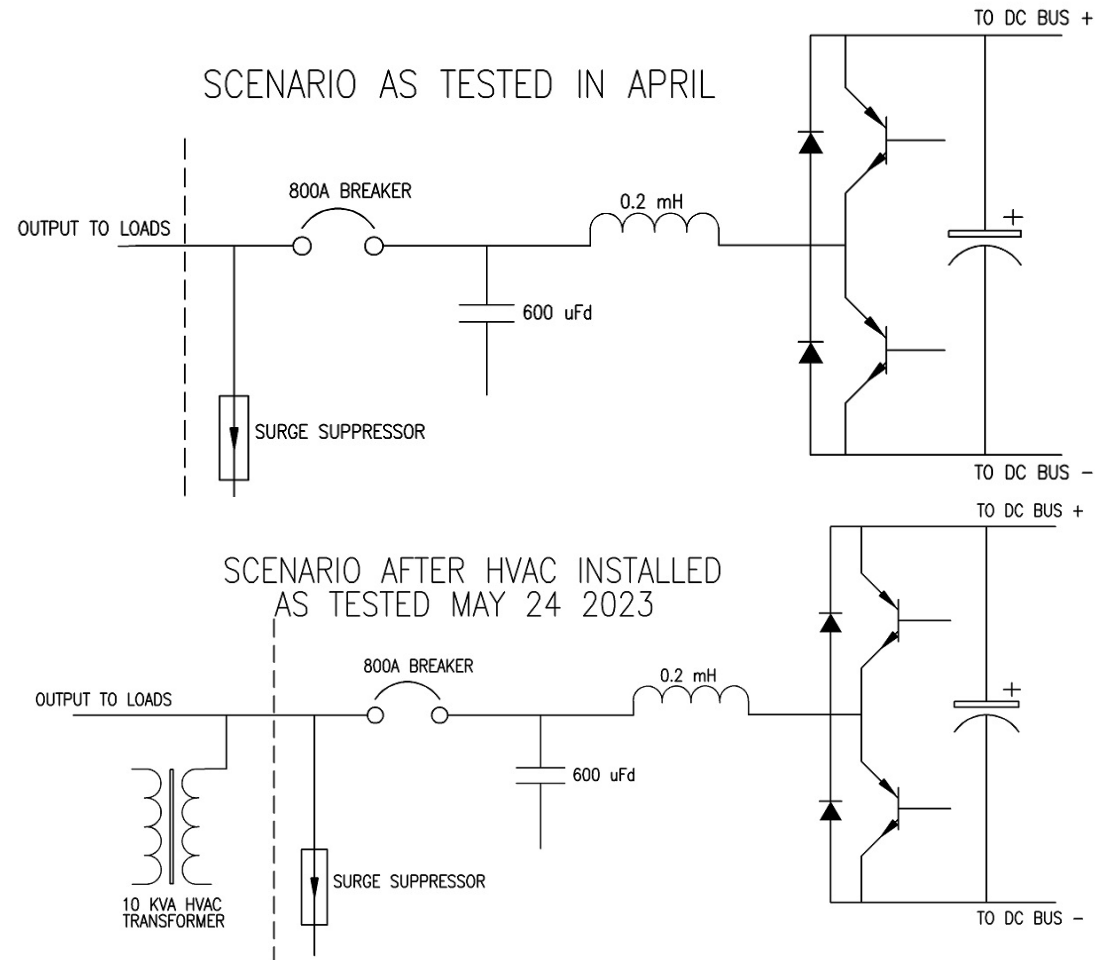 TO DC BUS +
SCENARIO AS TESTED IN APRIL
800A BREAKER
0.2 mH
OUTPUT TO LOADS
+
600 uFd
SURGE SUPPRESSOR
TO DC BUS -
TO DC BUS +
SCENARIO AFTER HVAC INSTALLED
AS TESTED MAY 24 2023
800A BREAKER
0.2 mH
OUTPUT TO LOADS
+
600 uFd
SURGE SUPPRESSOR
10 KVA HVAC
TRANSFORMER
TO DC BUS -